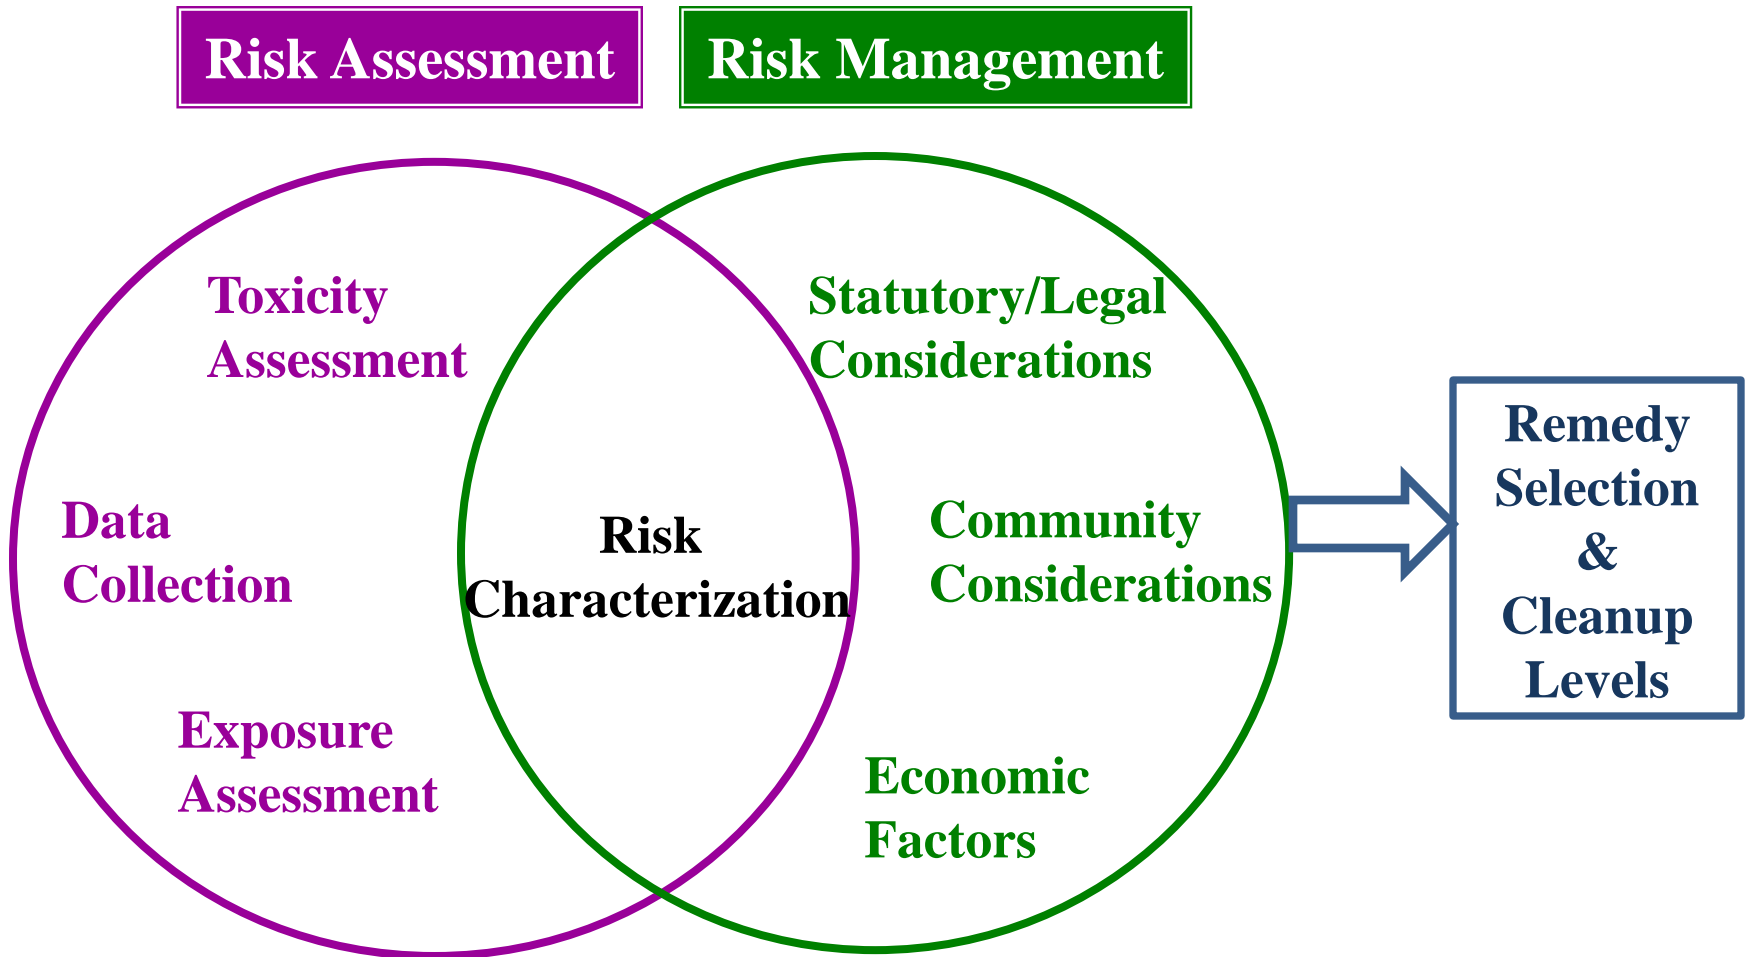 Risk Assessment
Risk Management
Toxicity
Assessment
Data
Collection
Exposure
Assessment
Risk
Characterization
Statutory/Legal
Considerations
Community
Considerations
Economic
Factors
Remedy
Selection
&
Cleanup
Levels